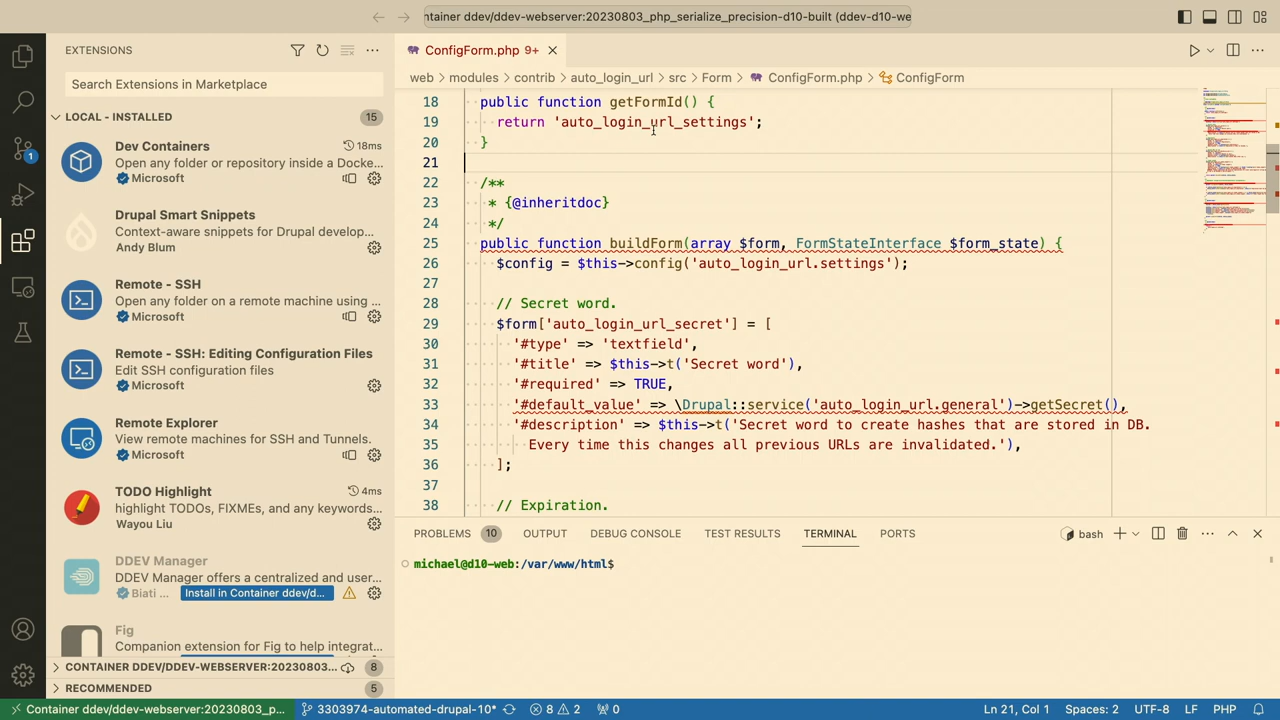 ntainer ddev/ddev-webserver:20230803_php_serialize_precision-d10-built (ddev-d10-we
EXTENSIONS
Search Extensions in Marketplace
LOCAL - INSTALLED 15
Dev Containers 18ms
Open any folder or repository inside a Docke...
Microsoft
Drupal Smart Snippets
Context-aware snippets for Drupal develop...
Andy Blum
Remote - SSH
Open any folder on a remote machine using ...
Microsoft
Remote - SSH: Editing Configuration Files
Edit SSH configuration files
Microsoft
Remote Explorer
View remote machines for SSH and Tunnels.
Microsoft
TODO Highlight 4ms
highlight TODOs, FIXMEs, and any keywords...
Wayou Liu
DDEV Manager
DDEV Manager offers a centralized and user...
Biati ... Install in Container ddev/d...
Fig
Companion extension for Fig to help integrat...
CONTAINER DDEV/DDEV-WEBSERVER:20230803... 8
RECOMMENDED 5
1
ConfigForm.php 9+
web > modules > contrib > auto_login_url > src > Form > ConfigForm.php > ConfigForm
18 public function getFormId() {
19 return 'auto_login_url_settings';
20 }
21
22 /**
23 * {@inheritdoc}
24 */
25 public function buildForm(array $form, FormStateInterface $form_state) {
26 $config = $this->config('auto_login_url.settings');
27
28 // Secret word.
29 $form['auto_login_url_secret'] = [
30 '#type' => 'textfield',
31 '#title' => $this->t('Secret word'),
32 '#required' => TRUE,
33 '#default_value' => \Drupal::service('auto_login_url.general')->getSecret(),
34 '#description' => $this->t('Secret word to create hashes that are stored in DB.
35 Every time this changes all previous URLs are invalidated.'),
36 ];
37
38 // Expiration.
PROBLEMS 10 OUTPUT DEBUG CONSOLE TEST RESULTS TERMINAL PORTS bash
michael@d10-web:/var/www/html$
Container ddev/ddev-webserver:20230803_p... 3303974-automated-drupal-10* 8 2 0 Ln 21, Col 1 Spaces: 2 UTF-8 LF PHP